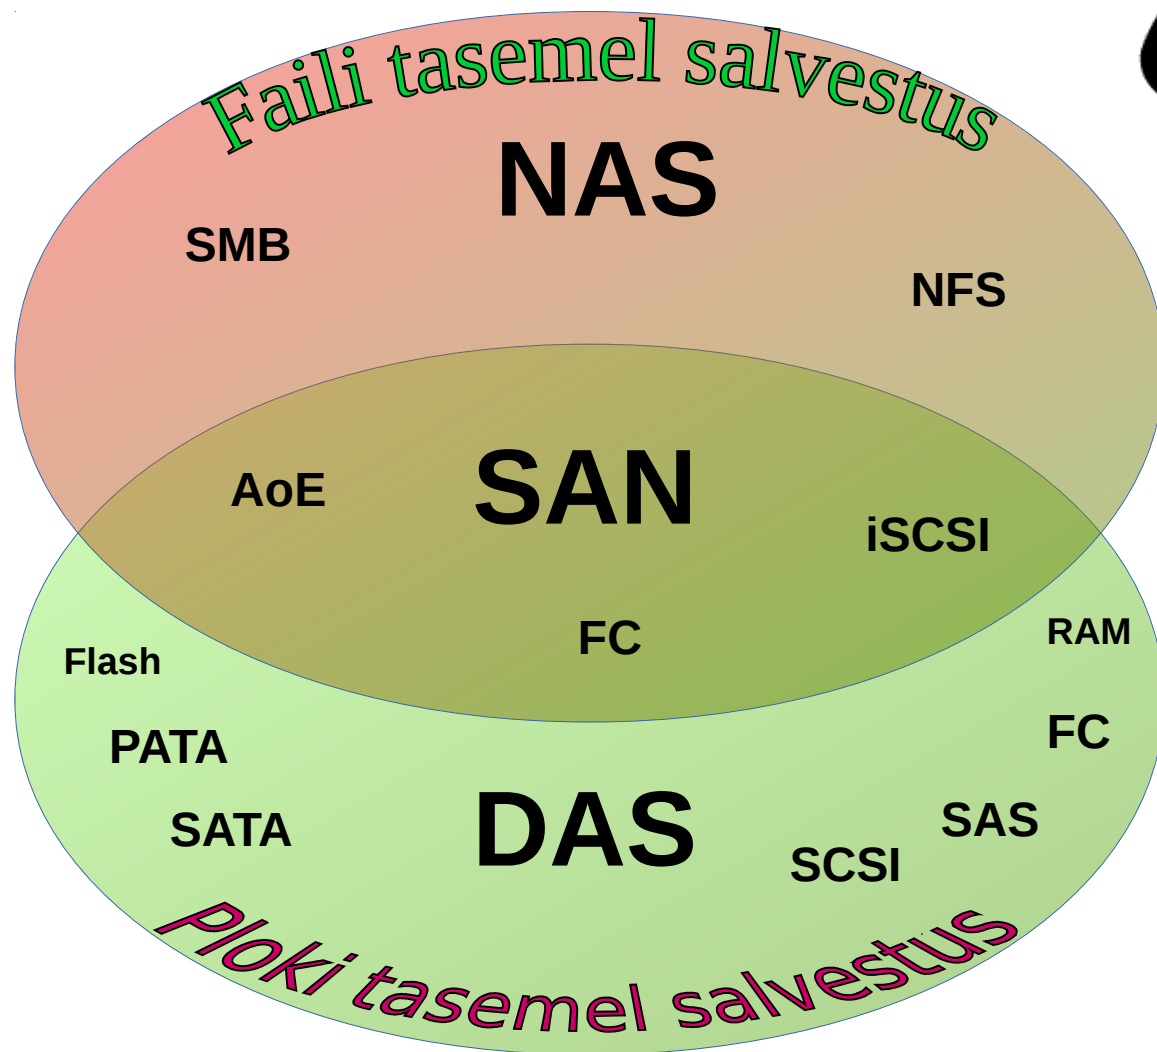 Faili tasemel salvestus
NAS
SMB
NFS
SAN
AoE
iSCSI
FC
RAM
Flash
FC
PATA
SAS
SATA
DAS
SCSI
Ploki tasemel salvestus